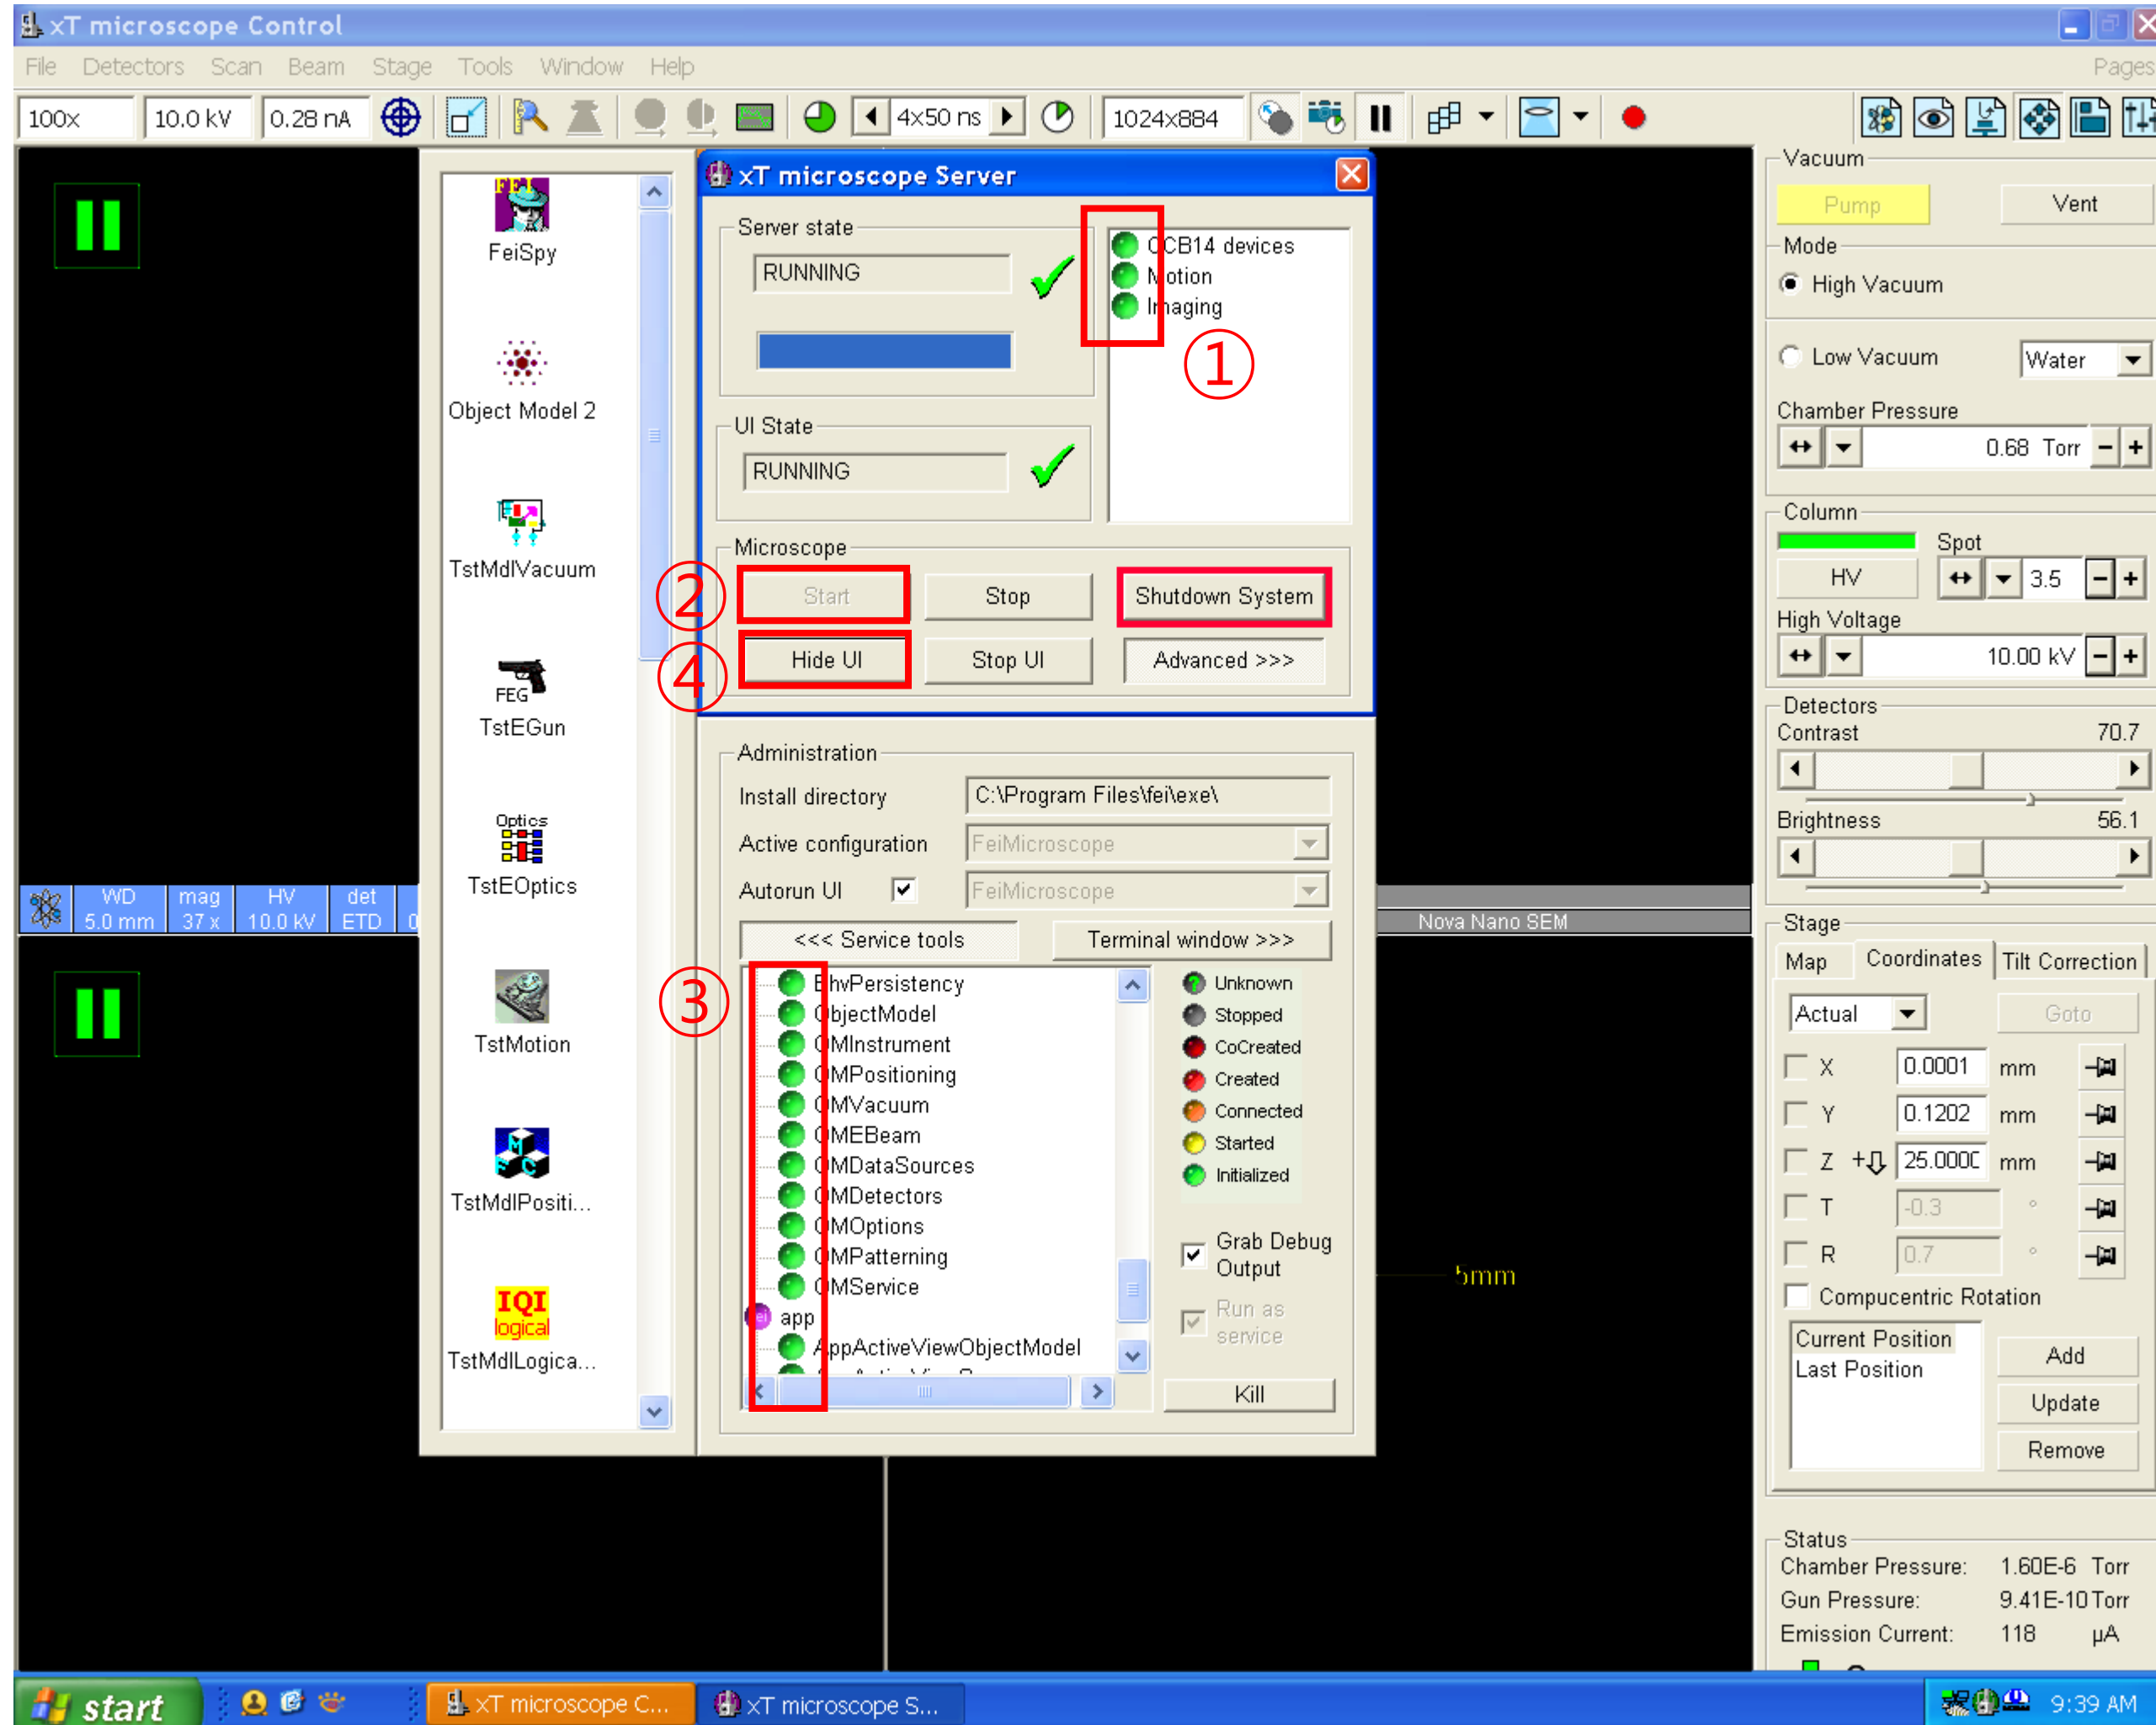 xT microscope Control
File Detectors Scan Beam Stage Tools Window Help Pages
100x 10.0 kV 0.28 nA 4x50 ns 1024x884
FEI
FeiSpy
Object Model 2
TstMdlVacuum
FEG
TstEGun
Optics
TstEOptics
TstMotion
TstMdlPositi...
IQI
logical
TstMdlLogica...
WD mag HV det
5.0 mm 37 x 10.0 kV ETD
xT microscope Server
Server state
RUNNING
CCB14 devices
Motion
Imaging
①
UI State
RUNNING
Microscope
② Start Stop Shutdown System
④ Hide UI Stop UI Advanced >>>
Administration
Install directory C:\Program Files\fei\exe\
Active configuration FeiMicroscope
Autorun UI FeiMicroscope
<<< Service tools Terminal window >>>
③
EhvPersistency
ObjectModel
OMInstrument
OMPositioning
OMVacuum
OMEBeam
OMDataSources
OMDetectors
OMOptions
OMPatterning
OMService
app
AppActiveViewObjectModel
Unknown
Stopped
CoCreated
Created
Connected
Started
Initialized
Grab Debug
Output
Run as
service
Kill
Nova Nano SEM
5mm
Vacuum
Pump Vent
Mode
High Vacuum
Low Vacuum Water
Chamber Pressure
0.68 Torr
Column
Spot
HV 3.5
High Voltage
10.00 kV
Detectors
Contrast 70.7
Brightness 56.1
Stage
Map Coordinates Tilt Correction
Actual Goto
X 0.0001 mm
Y 0.1202 mm
Z 25.000 mm
T -0.3 °
R 0.7 °
Compucentric Rotation
Current Position
Last Position
Add
Update
Remove
Status
Chamber Pressure: 1.60E-6 Torr
Gun Pressure: 9.41E-10 Torr
Emission Current: 118 µA
start xT microscope C... xT microscope S... 9:39 AM